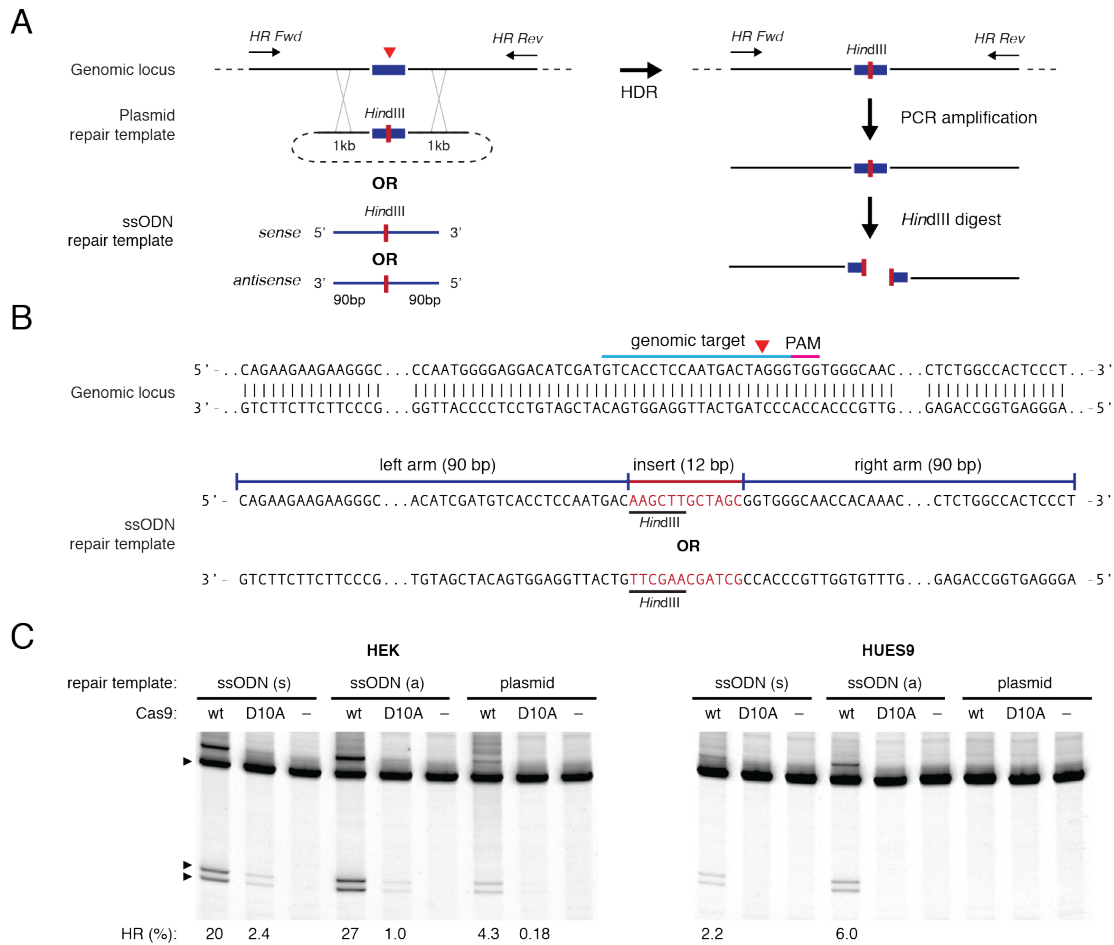 A
HR Fwd HR Rev HR Fwd HR Rev
HindIII
Genomic locus
HDR
Plasmid
repair template
HindIII
1kb 1kb
PCR amplification
OR
ssODN
repair template
HindIII
sense 5’ 3’
HindIII digest
OR
antisense 3’ 5’
90bp 90bp
B
genomic target PAM
5’-..CAGAAGAAGAAGGGC...CCAATGGGGAGGACATCGATGTCACCTCCAATGACTAGGGTGGTGGGCAAC...CTCTGGCCACTCCCT..-3’
Genomic locus
3’-..GTCTTCTTCTTCCCG...GGTTACCCCTCCTGTAGCTACAGTGGAGGTTACTGATCCCACCACCCGTTG...GAGACCGGTGAGGGA..-5’
left arm (90 bp) insert (12 bp) right arm (90 bp)
5’- CAGAAGAAGAAGGGC...ACATCGATGTCACCTCCAATGACAAGCTTGCTAGCGGTGGGCAACCACAAAC...CTCTGGCCACTCCCT -3’
HindIII
ssODN
repair template
OR
3’- GTCTTCTTCTTCCCG...TGTAGCTACAGTGGAGGTTACTGTTCGAACGATCGCCACCCGTTGGTGTTTG...GAGACCGGTGAGGGA -5’
HindIII
C
HEK HUES9
repair template: ssODN (s) ssODN (a) plasmid ssODN (s) ssODN (a) plasmid
Cas9: wt D10A – wt D10A – wt D10A – wt D10A – wt D10A – wt D10A –
HR (%): 20 2.4 27 1.0 4.3 0.18 2.2 6.0